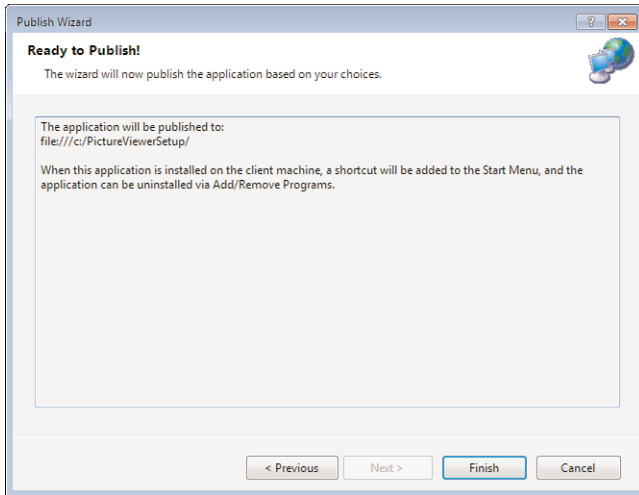 Publish Wizard
?
Ready to Publish!
The wizard will now publish the application based on your choices.
The application will be published to:
file:///c:/PictureViewerSetup/
When this application is installed on the client machine, a shortcut will be added to the Start Menu, and the
application can be uninstalled via Add/Remove Programs.
< Previous Next > Finish Cancel